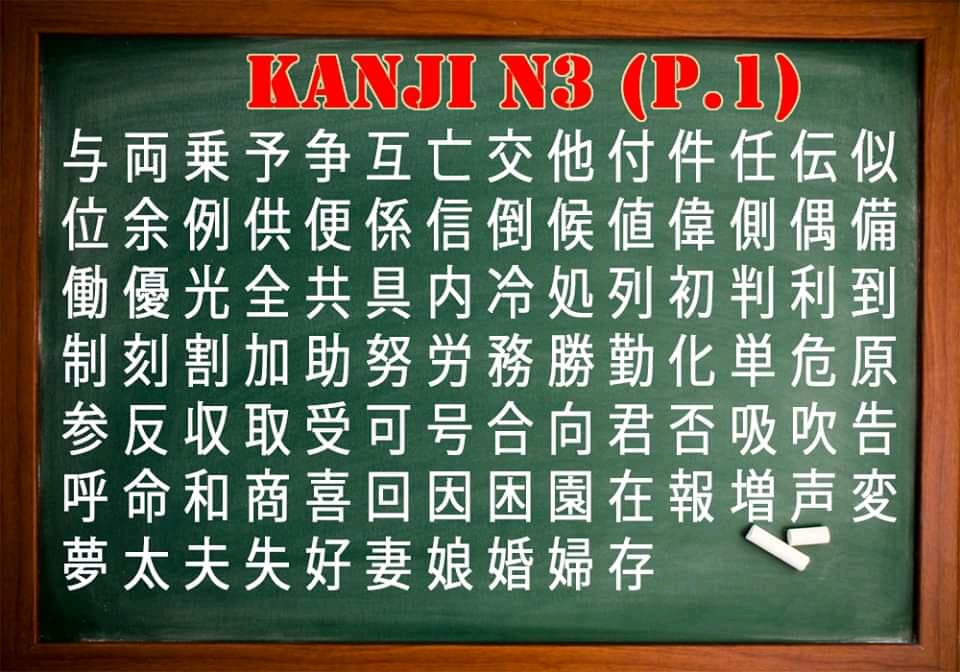 KANJI N3 (P.1)
与 両 乗 予 争 互 亡 交 他 付 件 任 伝 似
位 余 例 供 便 係 信 倒 候 値 偉 側 偶 備
働 優 光 全 共 具 内 冷 処 列 初 判 利 到
制 刻 割 加 助 努 労 務 勝 勤 化 単 危 原
参 反 収 取 受 可 号 合 向 君 否 吸 吹 告
呼 命 和 商 喜 回 因 困 園 在 報 増 声 変
夢 太 夫 失 好 妻 娘 婚 婦 存